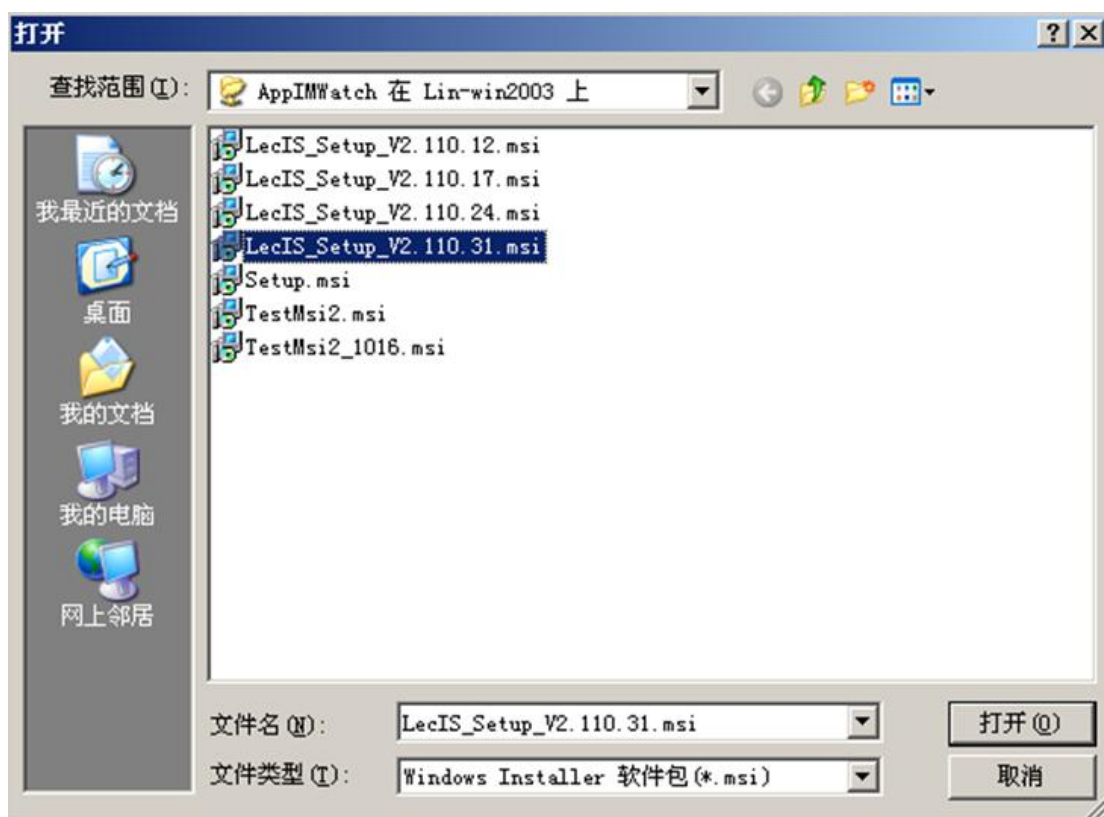 打开
查找范围(I):
AppIMWatch 在 Lin-win2003 上
我最近的文档
桌面
我的文档
我的电脑
网上邻居
LecIS_Setup_V2.110.12.msi
LecIS_Setup_V2.110.17.msi
LecIS_Setup_V2.110.24.msi
LecIS_Setup_V2.110.31.msi
Setup.msi
TestMsi2.msi
TestMsi2_1016.msi
文件名(N): LecIS_Setup_V2.110.31.msi 打开(O)
文件类型(T): Windows Installer 软件包(*.msi) 取消